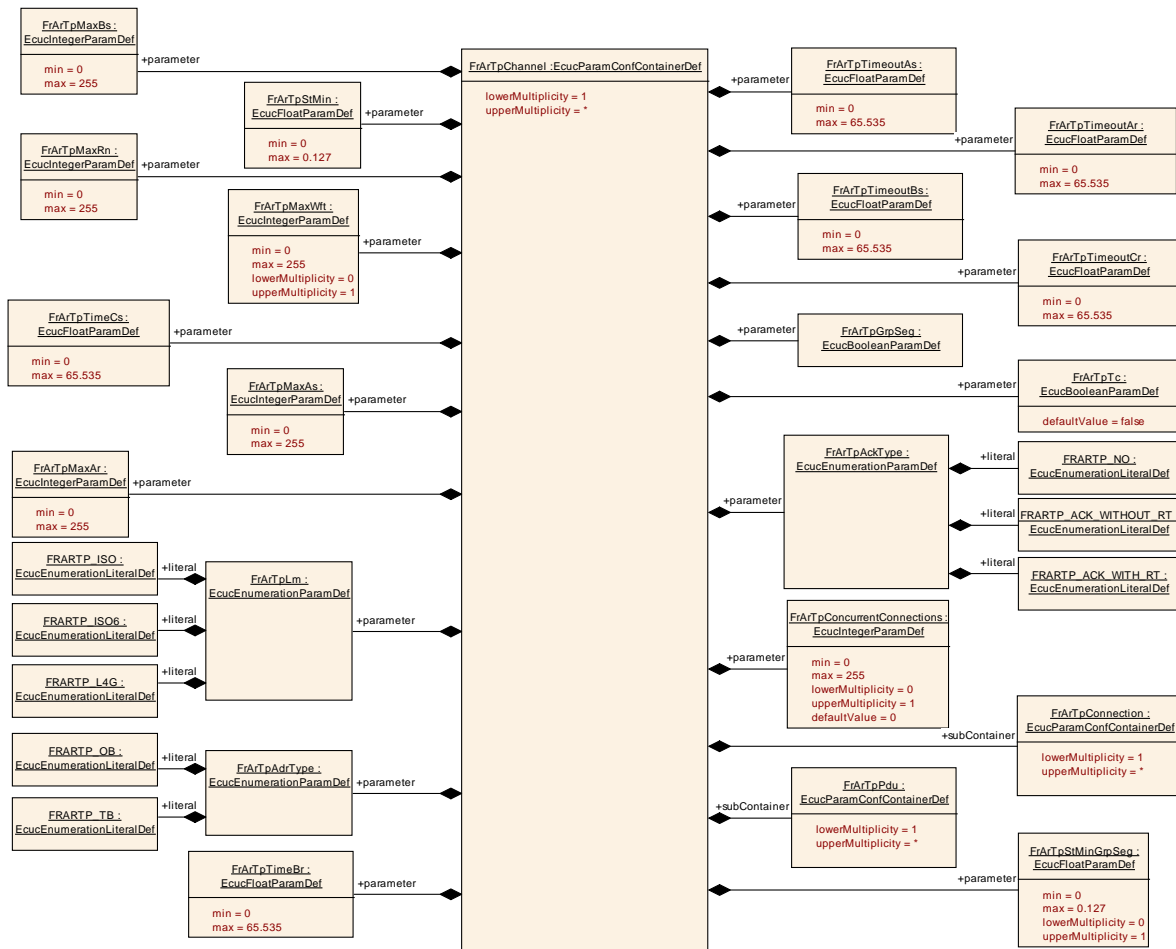 FrArTpMaxBs :
EcucIntegerParamDef
min = 0
max = 255
+parameter
FrArTpStMin :
EcucFloatParamDef
min = 0
max = 0.127
+parameter
FrArTpMaxRn :
EcucIntegerParamDef
min = 0
max = 255
+parameter
FrArTpMaxWft :
EcucIntegerParamDef
min = 0
max = 255
lowerMultiplicity = 0
upperMultiplicity = 1
+parameter
FrArTpTimeCs :
EcucFloatParamDef
min = 0
max = 65.535
+parameter
FrArTpMaxAs :
EcucIntegerParamDef
min = 0
max = 255
+parameter
FrArTpMaxAr :
EcucIntegerParamDef
min = 0
max = 255
+parameter
FRARTP_ISO :
EcucEnumerationLiteralDef
+literal
FRARTP_ISO6 :
EcucEnumerationLiteralDef
+literal
FRARTP_L4G :
EcucEnumerationLiteralDef
+literal
FrArTpLm :
EcucEnumerationParamDef
+parameter
FRARTP_OB :
EcucEnumerationLiteralDef
+literal
FRARTP_TB :
EcucEnumerationLiteralDef
+literal
FrArTpAdrType :
EcucEnumerationParamDef
+parameter
FrArTpTimeBr :
EcucFloatParamDef
min = 0
max = 65.535
+parameter
FrArTpChannel :EcucParamConfContainerDef
lowerMultiplicity = 1
upperMultiplicity = *
+parameter
FrArTpTimeoutAs :
EcucFloatParamDef
min = 0
max = 65.535
+parameter
FrArTpTimeoutAr :
EcucFloatParamDef
min = 0
max = 65.535
+parameter
FrArTpTimeoutBs :
EcucFloatParamDef
min = 0
max = 65.535
+parameter
FrArTpTimeoutCr :
EcucFloatParamDef
min = 0
max = 65.535
+parameter
FrArTpGrpSeg :
EcucBooleanParamDef
+parameter
FrArTpTc :
EcucBooleanParamDef
defaultValue = false
+parameter
FrArTpAckType :
EcucEnumerationParamDef
+literal
FRARTP_NO :
EcucEnumerationLiteralDef
+literal
FRARTP_ACK_WITHOUT_RT
EcucEnumerationLiteralDef
+literal
FRARTP_ACK_WITH_RT :
EcucEnumerationLiteralDef
+parameter
FrArTpConcurrentConnections :
EcucIntegerParamDef
min = 0
max = 255
lowerMultiplicity = 0
upperMultiplicity = 1
defaultValue = 0
+subContainer
FrArTpConnection :
EcucParamConfContainerDef
lowerMultiplicity = 1
upperMultiplicity = *
+subContainer
FrArTpPdu :
EcucParamConfContainerDef
lowerMultiplicity = 1
upperMultiplicity = *
+parameter
FrArTpStMinGrpSeg :
EcucFloatParamDef
min = 0
max = 0.127
lowerMultiplicity = 0
upperMultiplicity = 1